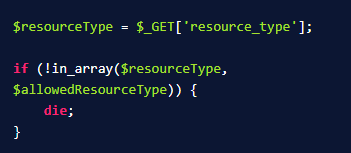 $resourceType = $_GET['resource_type'];
if (!in_array($resourceType,
$allowedResourceType)) {
die;
}